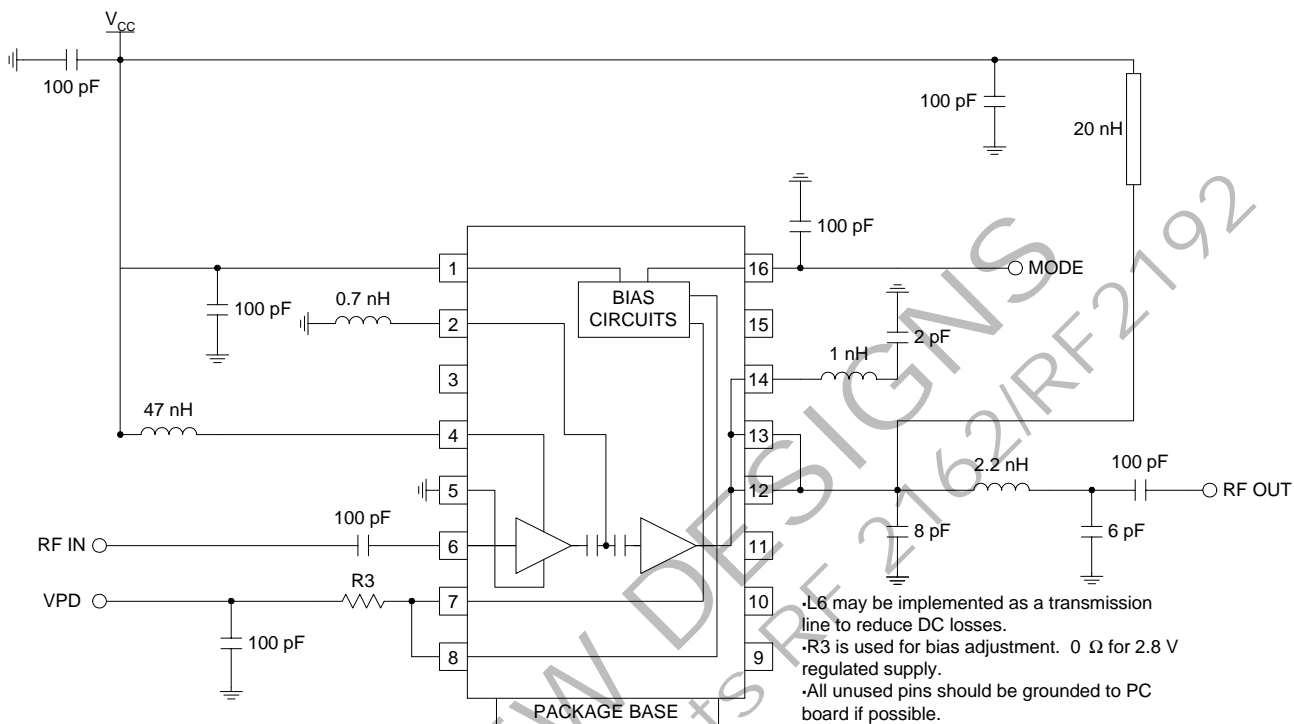 V_CC
100 pF
100 pF
20 nH
100 pF
1
16
MODE
BIAS
CIRCUITS
100 pF
0.7 nH
2
15
2 pF
1 nH
3
14
47 nH
4
13
2.2 nH
100 pF
5
12
RF OUT
100 pF
8 pF
6 pF
RF IN
6
11
R3
VPD
7
10
100 pF
8
9
•L6 may be implemented as a transmission
line to reduce DC losses.
•R3 is used for bias adjustment. 0 Ω for 2.8 V
regulated supply.
•All unused pins should be grounded to PC
board if possible.
PACKAGE BASE
W DESIGNS
ts RF 2162/RF2192